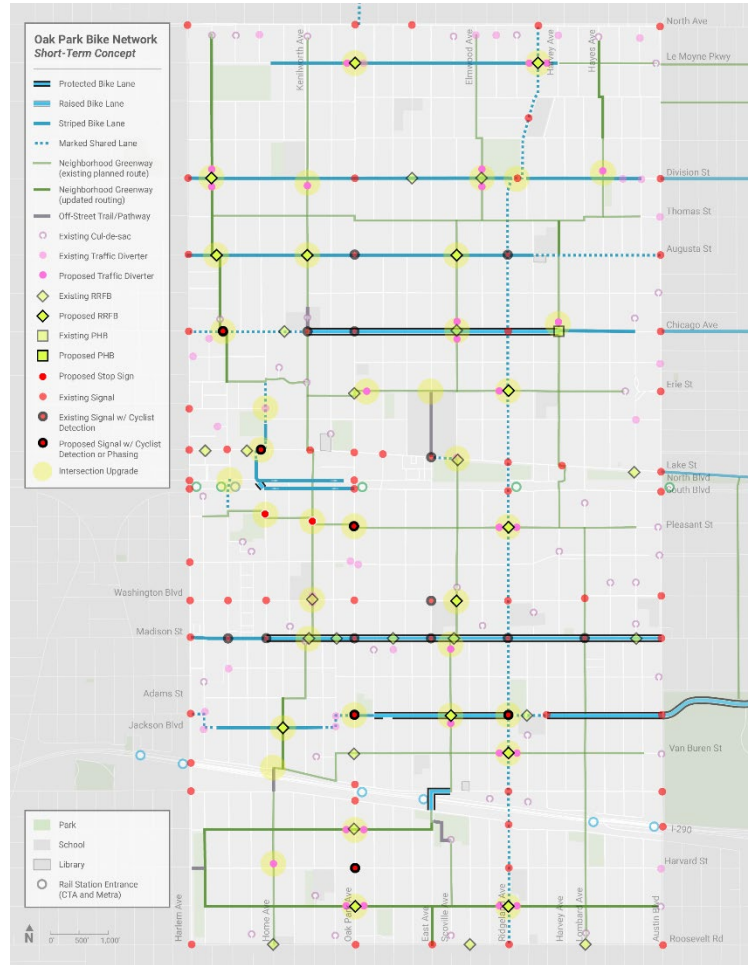 Oak Park Bike Network
Short-Term Concept
Protected Bike Lane
Raised Bike Lane
Striped Bike Lane
Marked Shared Lane
Neighborhood Greenway
(existing planned route)
Neighborhood Greenway
(updated routing)
Off-Street Trail/Pathway
Existing Cul-de-sac
Existing Traffic Diverter
Proposed Traffic Diverter
Existing RRFB
Proposed RRFB
Existing PHB
Proposed PHB
Proposed Stop Sign
Existing Signal
Existing Signal w/ Cyclist
Detection
Proposed Signal w/ Cyclist
Detection or Phasing
Intersection Upgrade
Kenilworth Ave
Elmwood Ave
Harvey Ave
Hayes Ave
North Ave
Le Moyne Pkwy
Division St
Thomas St
Augusta St
Chicago Ave
Erie St
Lake St
North Blvd
South Blvd
Pleasant St
Washington Blvd
Madison St
Adams St
Jackson Blvd
Van Buren St
I-290
Harvard St
Roosevelt Rd
Park
School
Library
Rail Station Entrance
(CTA and Metra)
N
0 500' 1,000'
Harlem Ave
Home Ave
Oak Park Ave
East Ave
Scoville Ave
Ridgeland Ave
Harvey Ave
Lombard Ave
Austin Blvd